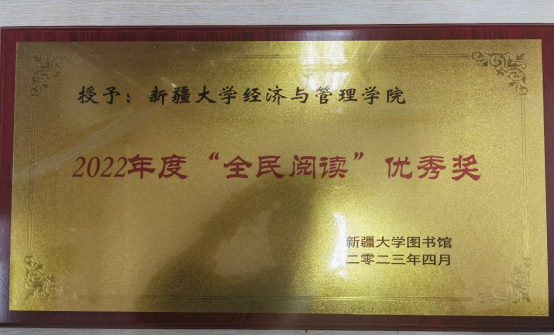 授予：新疆大学经济与管理学院
2022年度“全民阅读”优秀奖
新疆大学图书馆
二零二三年四月